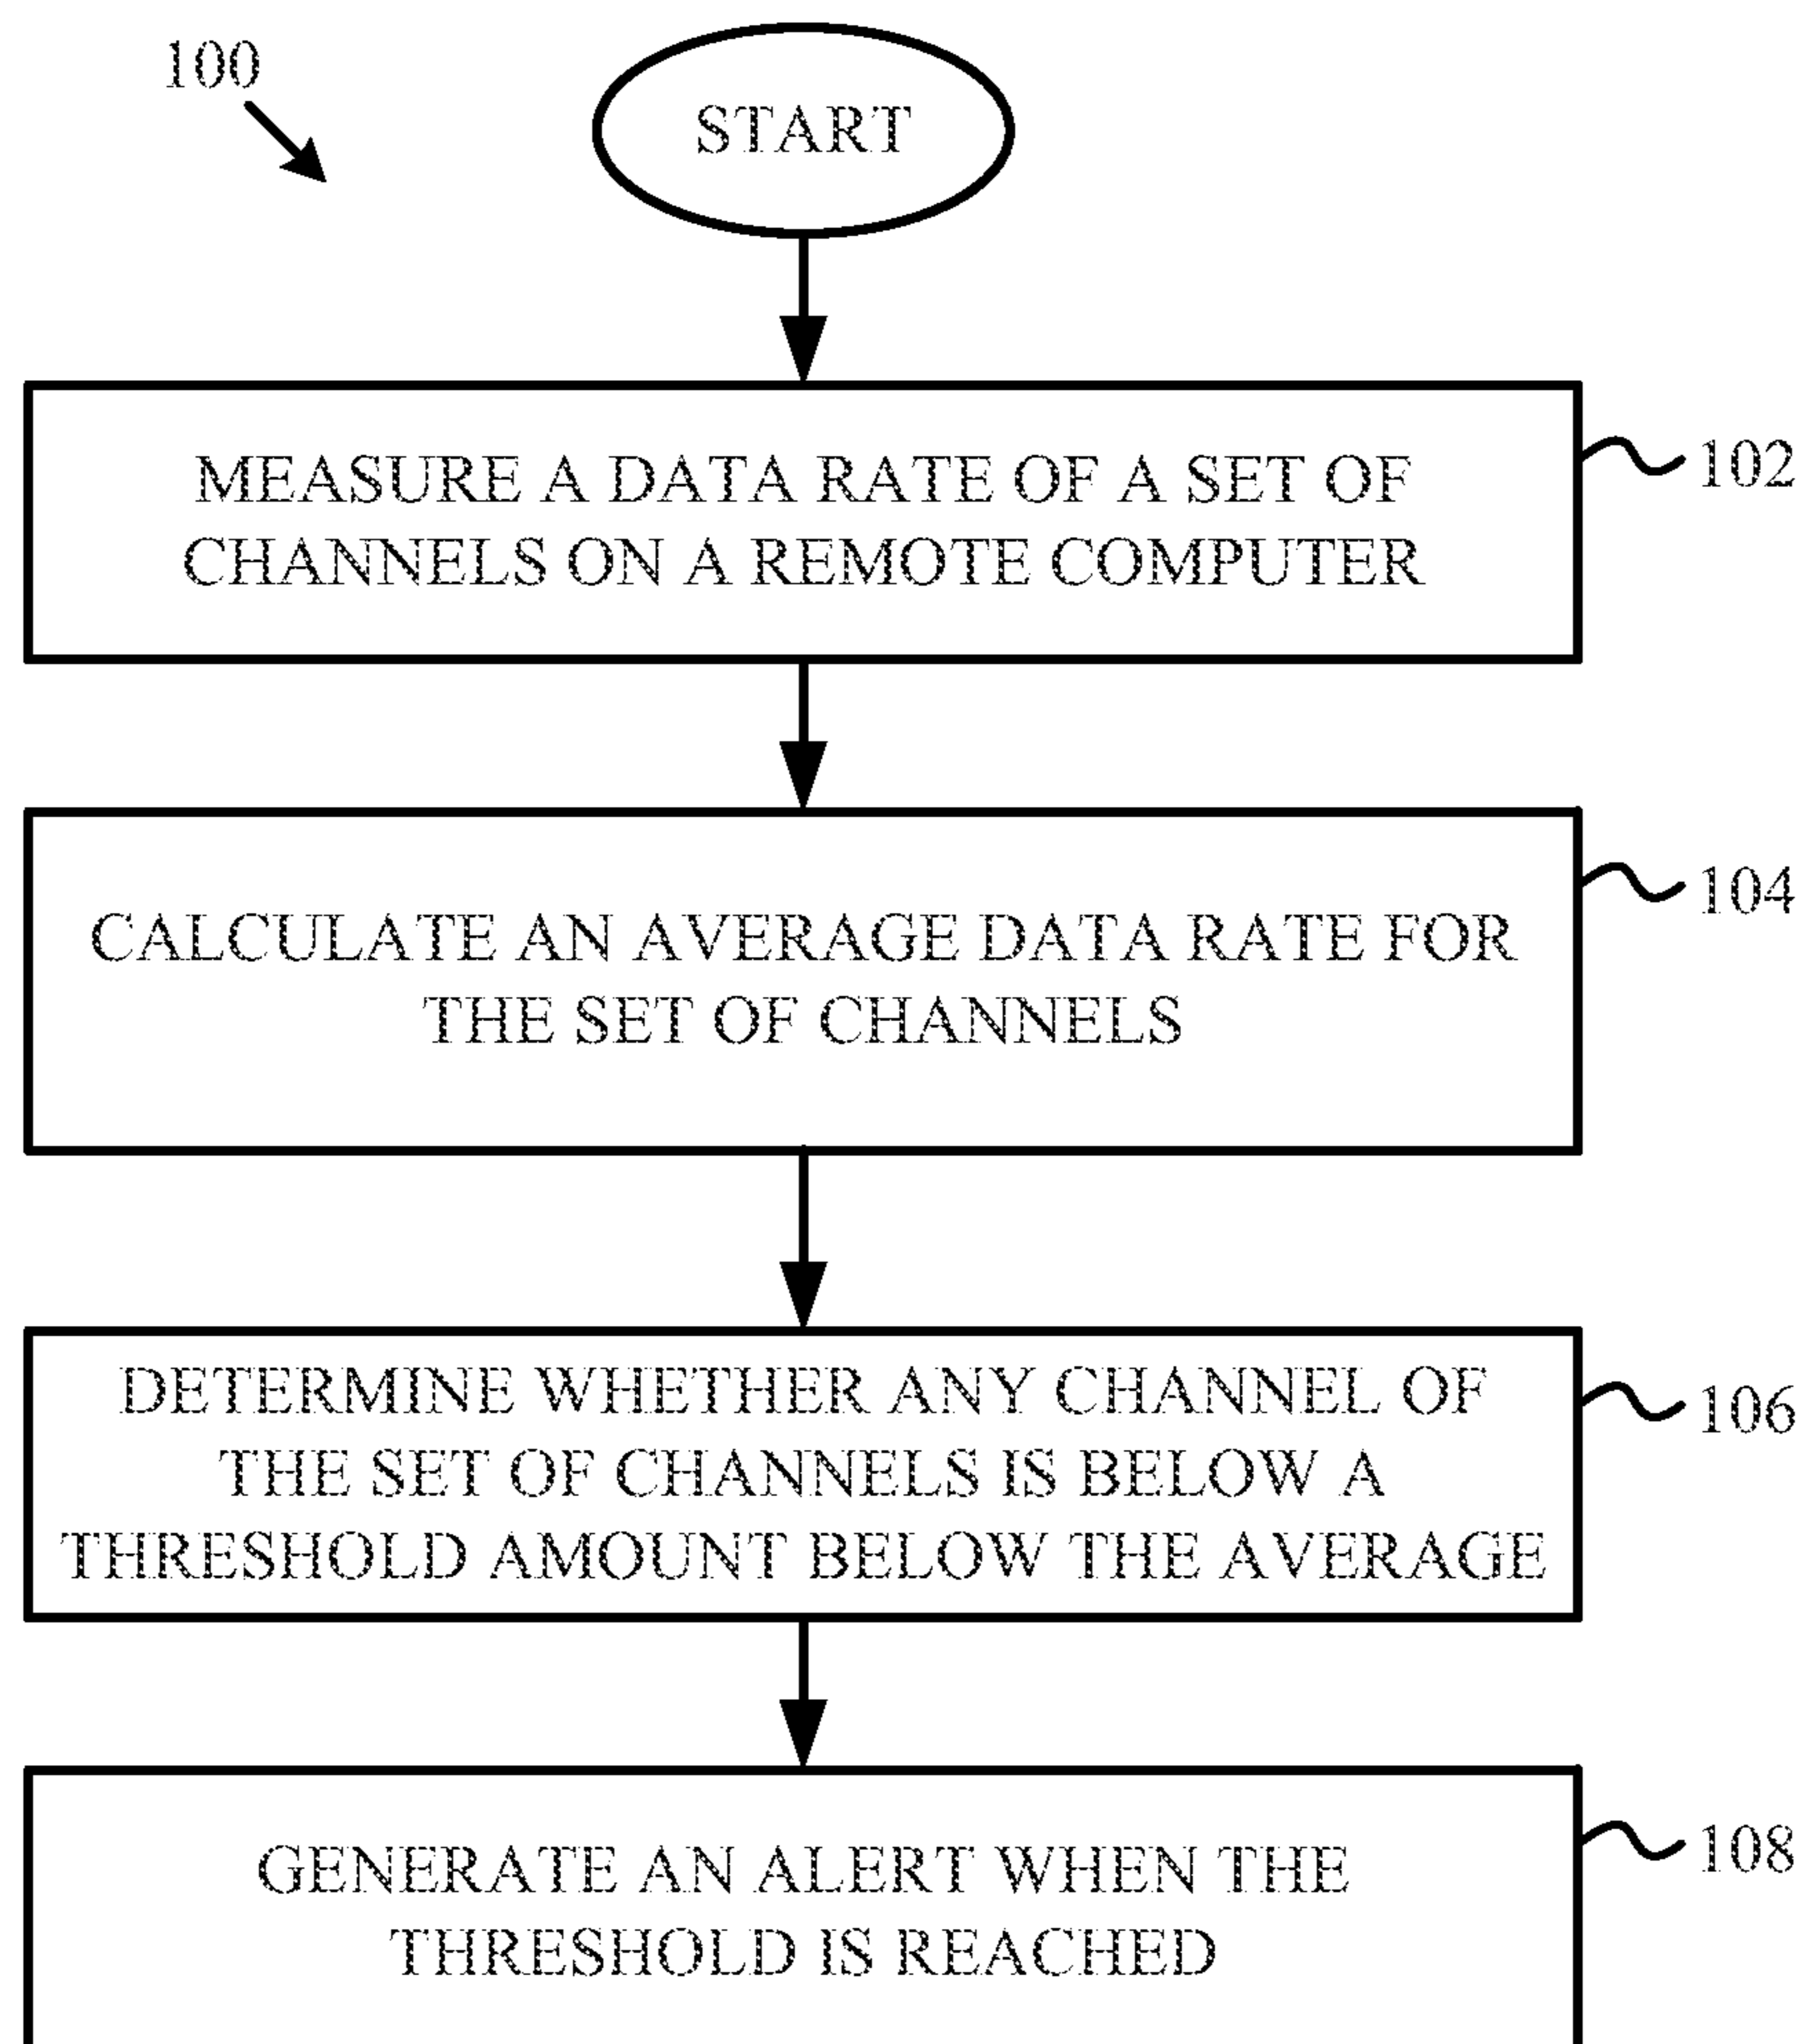 100
START
MEASURE A DATA RATE OF A SET OF
CHANNELS ON A REMOTE COMPUTER
102
CALCULATE AN AVERAGE DATA RATE FOR
THE SET OF CHANNELS
104
DETERMINE WHETHER ANY CHANNEL OF
THE SET OF CHANNELS IS BELOW A
THRESHOLD AMOUNT BELOW THE AVERAGE
106
GENERATE AN ALERT WHEN THE
THRESHOLD IS REACHED
108